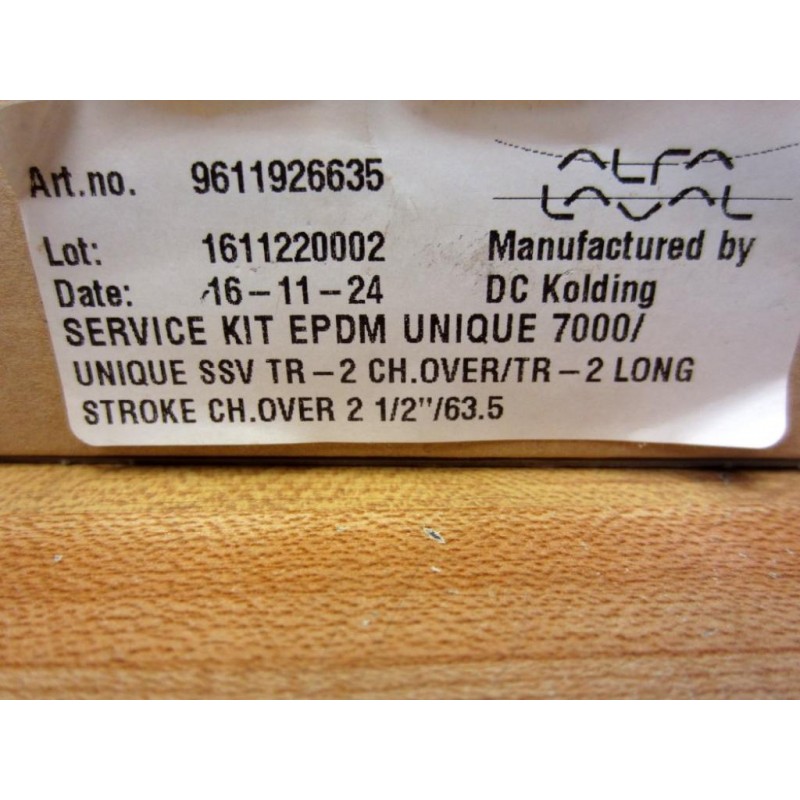 Art.no. 9611926635
ALFA
LAVAL
Lot: 1611220002
Manufactured by
Date: 16-11-24
DC Kolding
SERVICE KIT EPDM UNIQUE 7000/
UNIQUE SSV TR-2 CH.OVER/TR-2 LONG
STROKE CH.OVER 2 1/2"/63.5